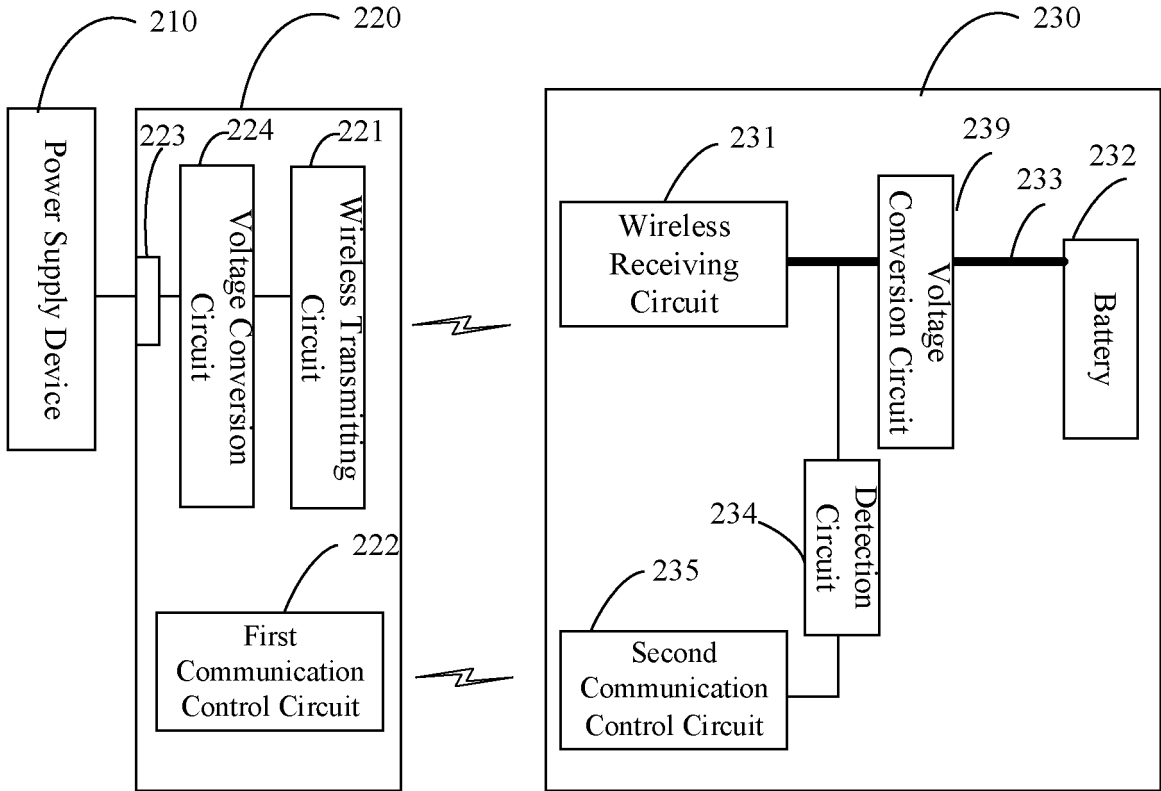 210
220
230
223
224
221
231
239
233
232
Power Supply Device
Voltage Conversion
Circuit
Wireless Transmitting
Circuit
Wireless
Receiving
Circuit
Voltage
Conversion Circuit
Battery
234
Detection
Circuit
222
First
Communication
Control Circuit
235
Second
Communication
Control Circuit